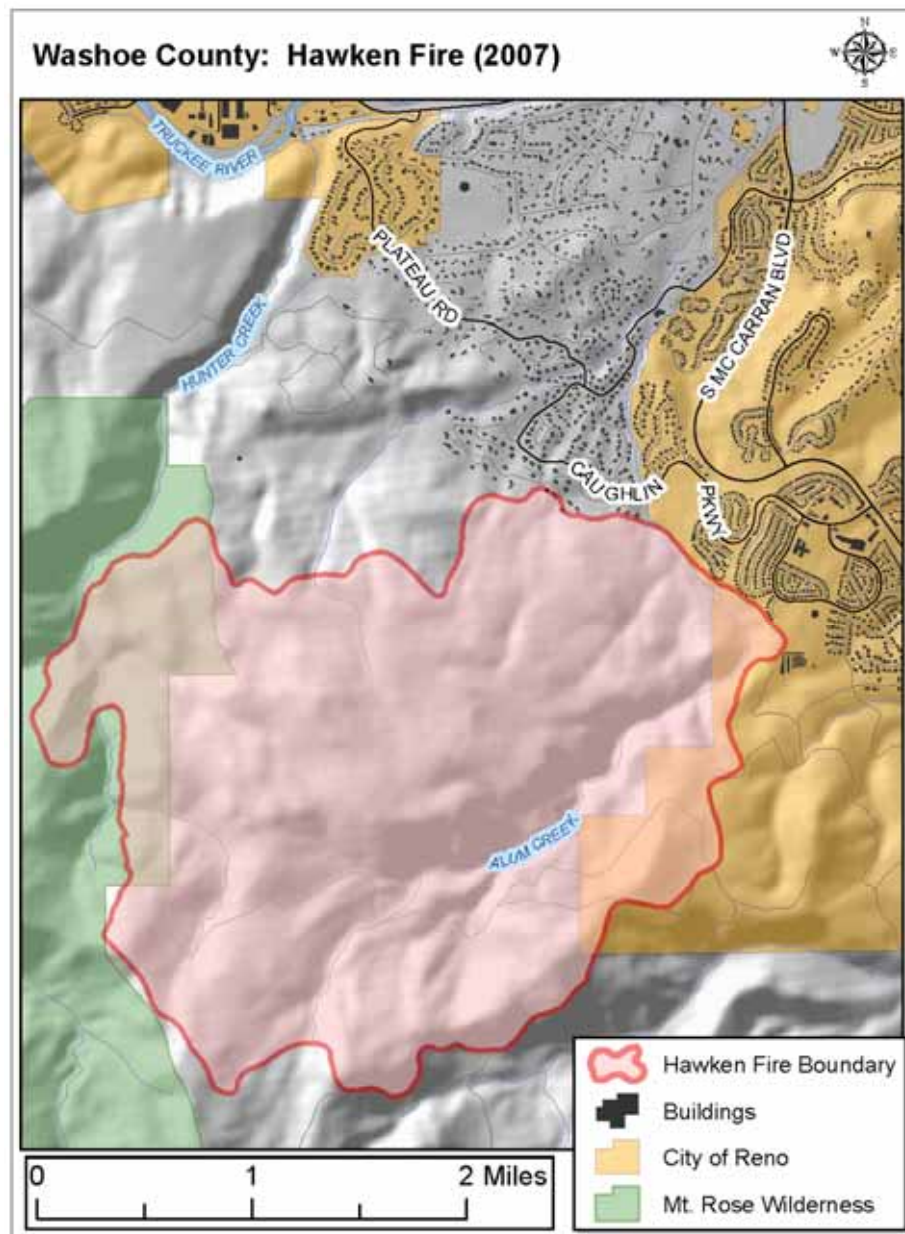 Washoe County: Hawken Fire (2007)
N
W E
S
TRUCKEE RIVER
PLATEAU RD
HUNTER CREEK
S MC CARRAN BLVD
CAUGHLIN
PKWY
ALUM CREEK
Hawken Fire Boundary
Buildings
City of Reno
Mt. Rose Wilderness
0 1 2 Miles